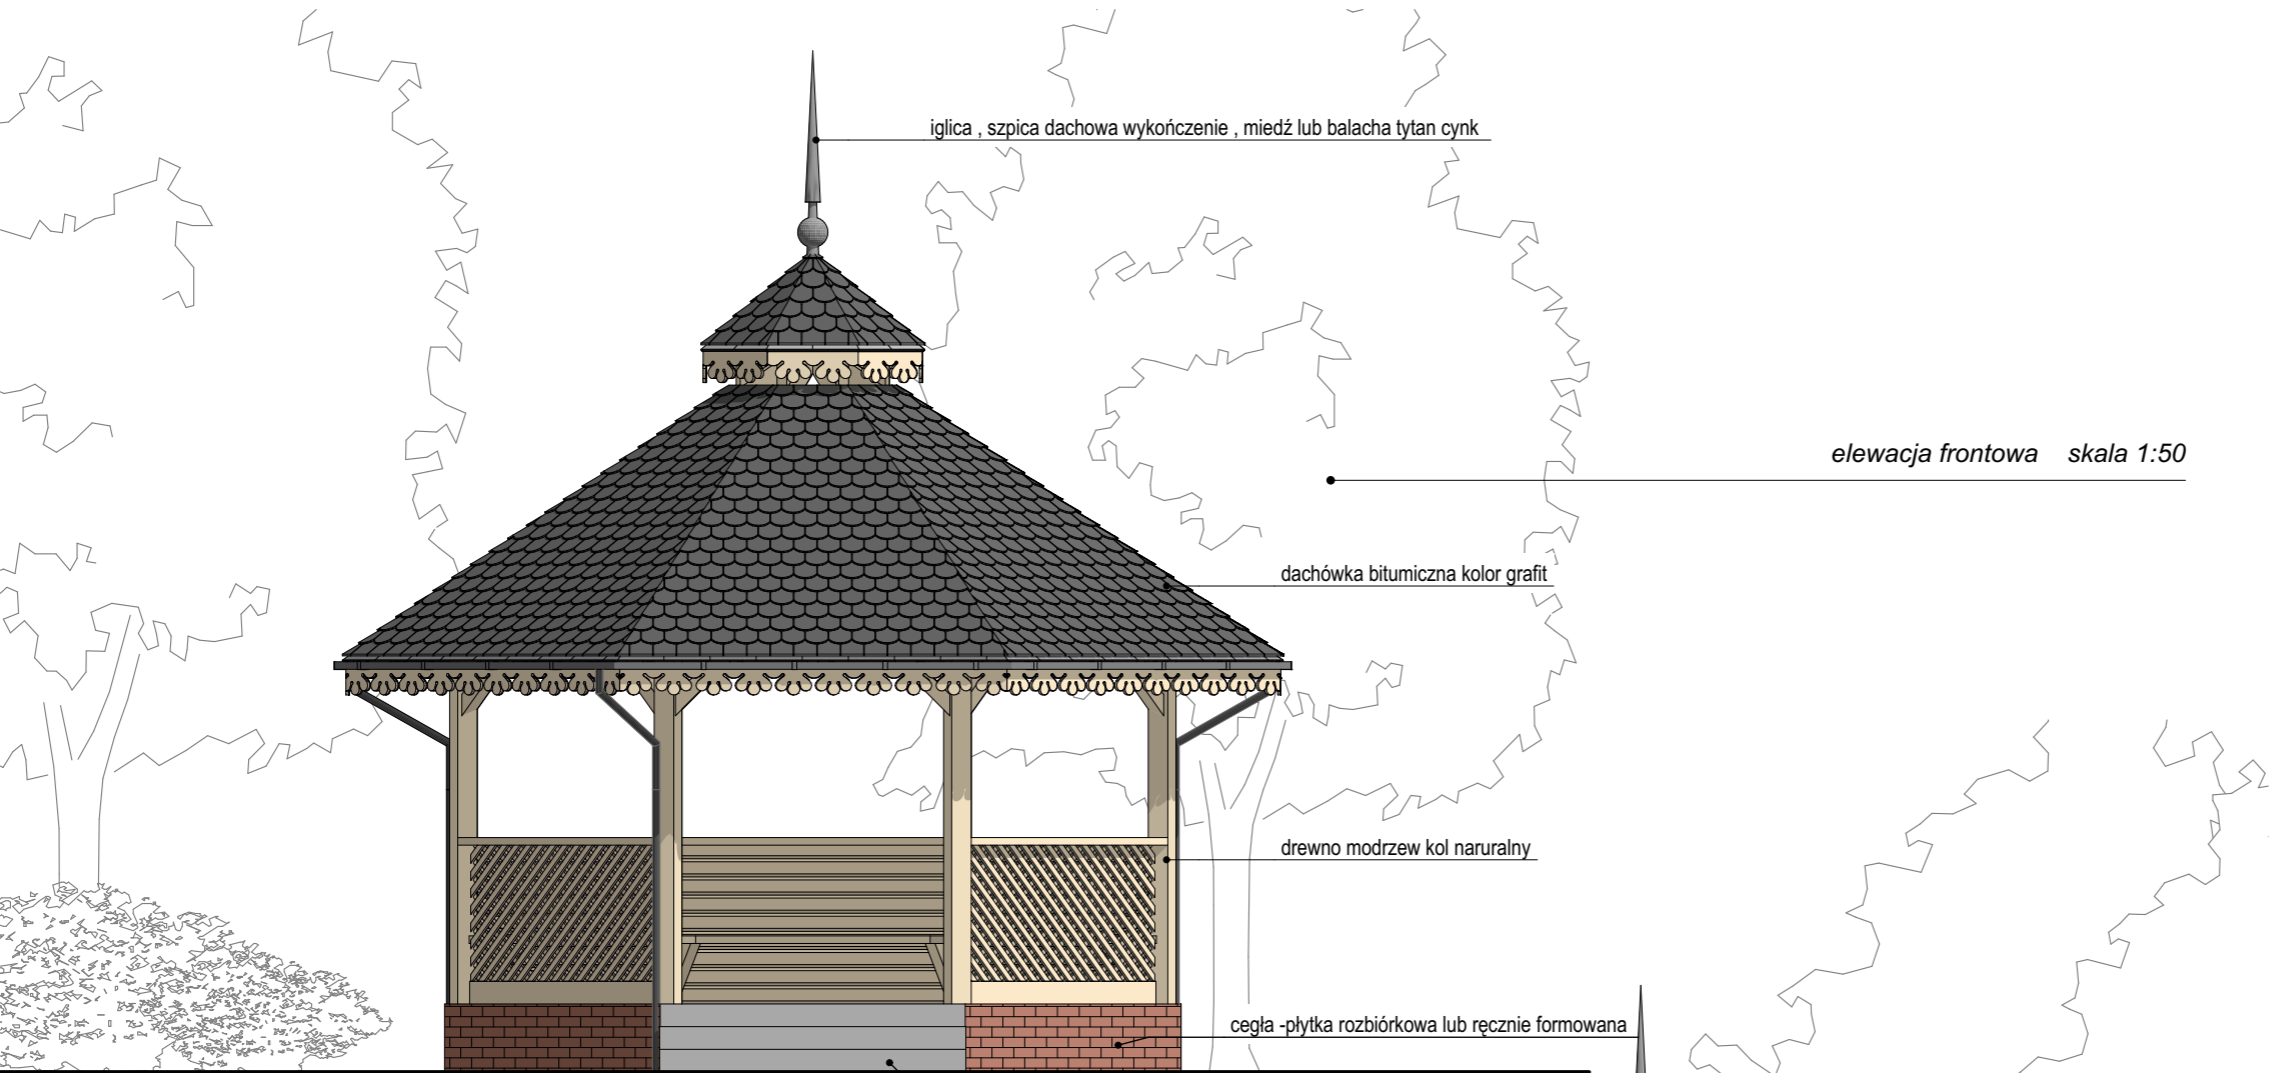 iglica , szpica dachowa wykończenie , miedź lub balacha tytan cynk
elewacja frontowa skala 1:50
dachówka bitumiczna kolor grafit
drewno modrzew kol naruralny
cegła -płytka rozbiórkowa lub ręcznie formowana